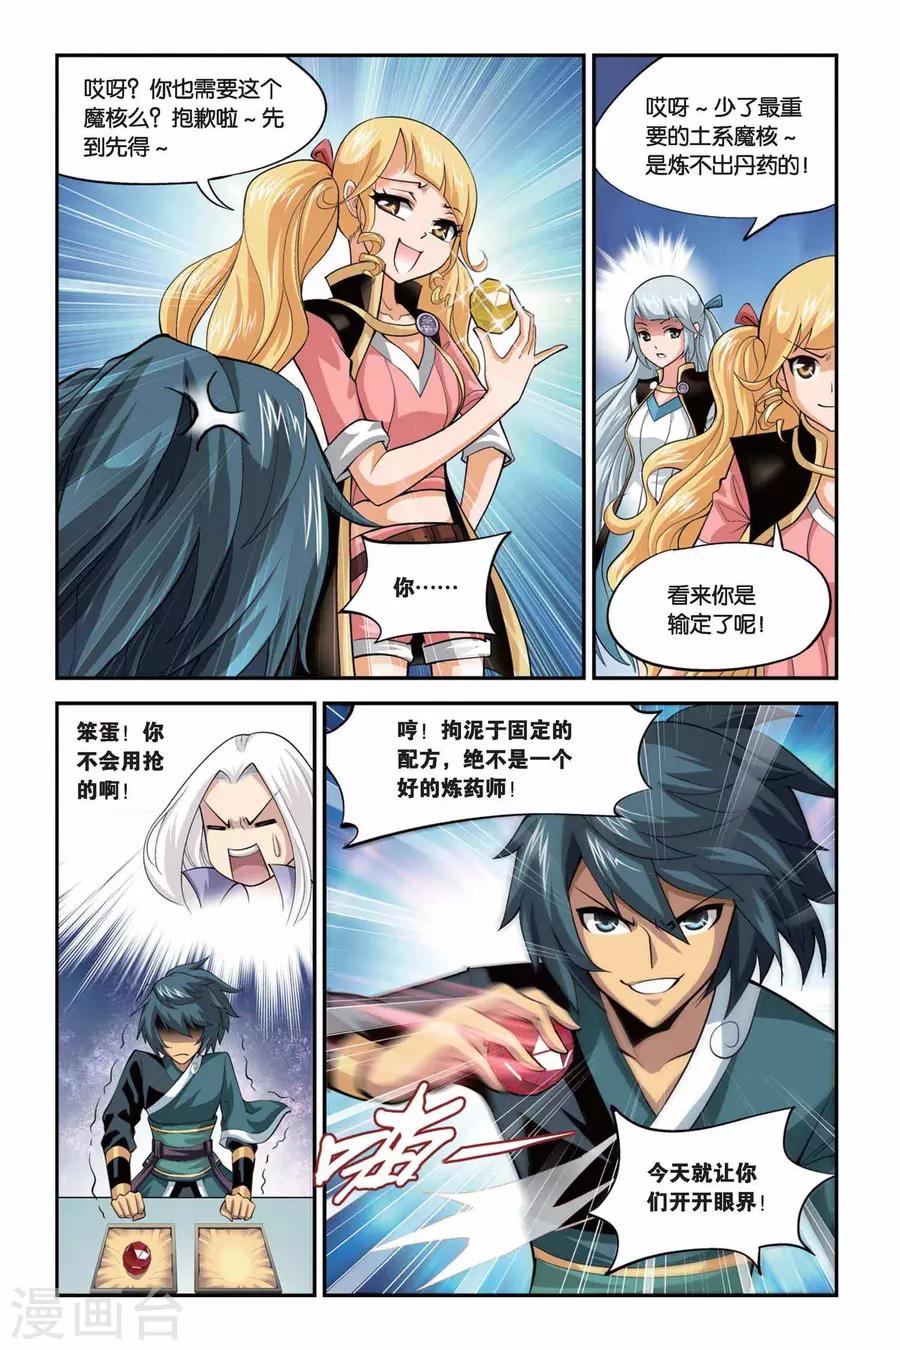 哎呀？你也需要这个
魔核么？抱歉啦～先
到先得～
你……
哎呀～少了最重
要的土系魔核～
是炼不出丹药的！
看来你是
输定了呢！
笨蛋！你
不会用抢
的啊！
哼！拘泥于固定的
配方，绝不是一个
好的炼药师！
今天就让你
们开开眼界！
漫画台